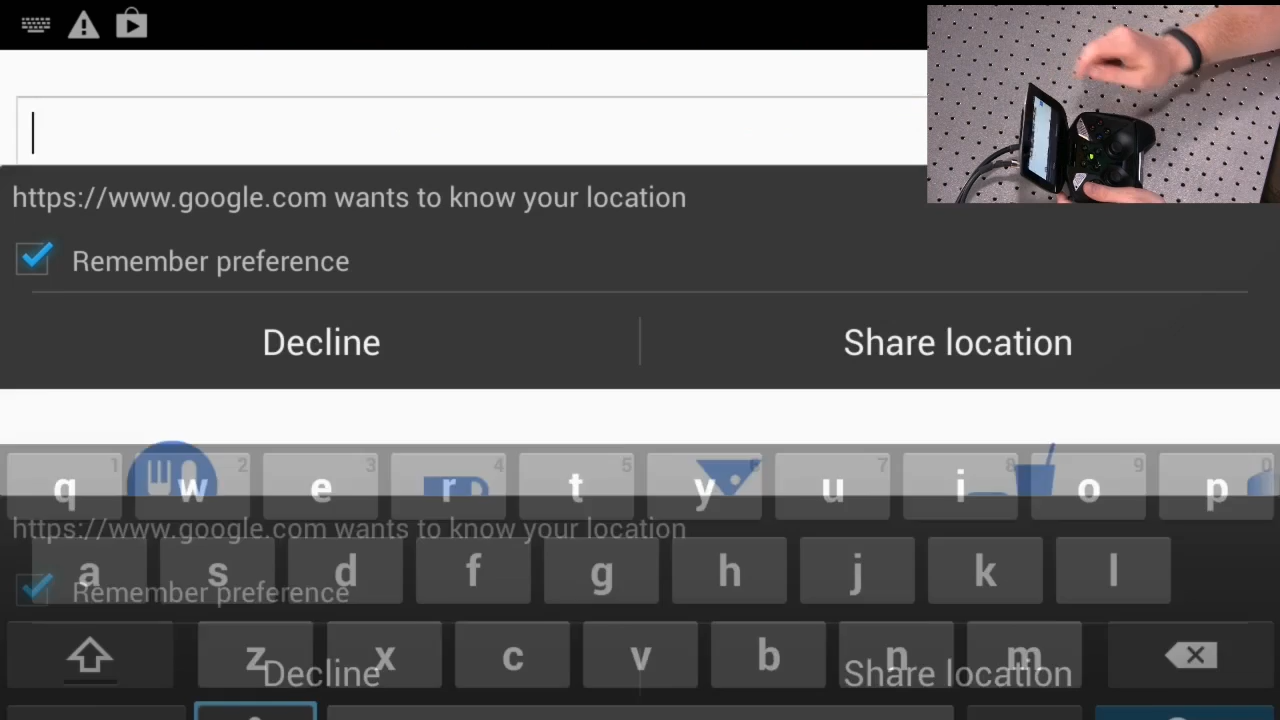 https://www.google.com wants to know your location
Remember preference
Decline Share location
1 2 3 4 5 6 7 8 9 0
q w e r t y u i o p
https://www.google.com wants to know your location
a s d f g h j k l
Remember preference
z x c v b n m
Decline Share location